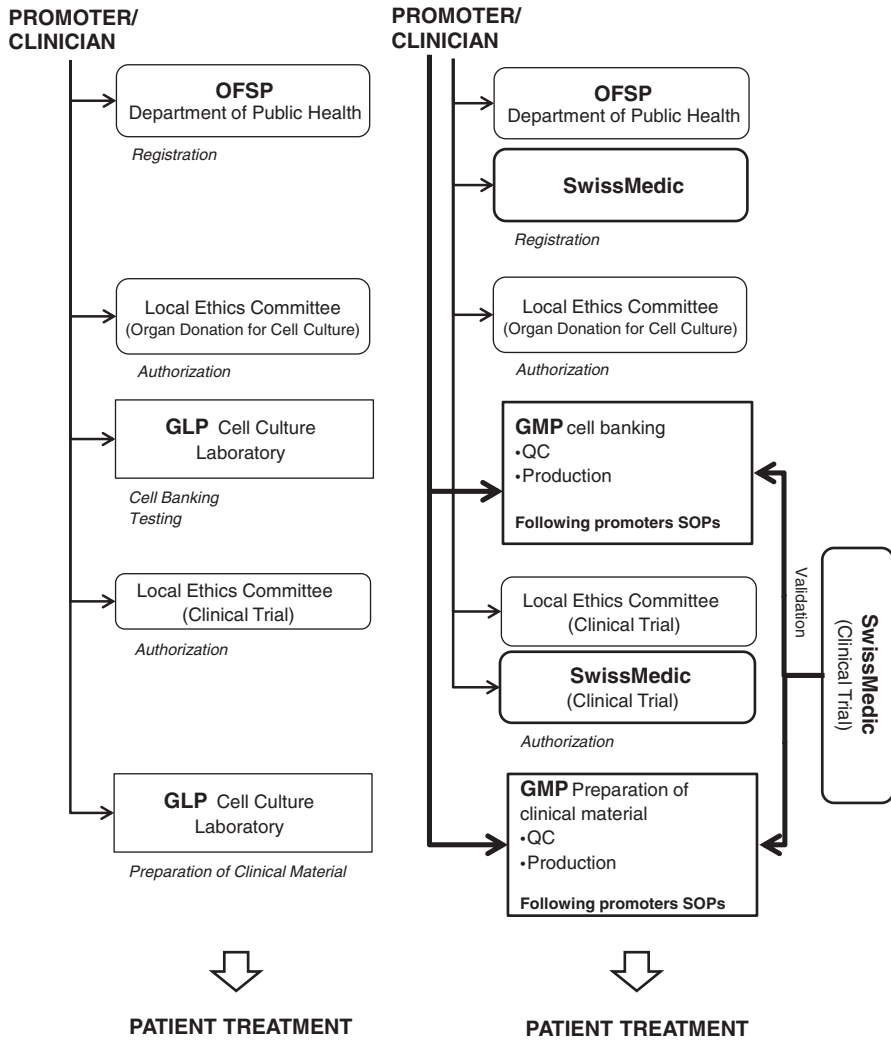 PROMOTER/
CLINICIAN
OFSP
Department of Public Health
Registration
Local Ethics Committee
(Organ Donation for Cell Culture)
Authorization
GLP Cell Culture
Laboratory
Cell Banking
Testing
Local Ethics Committee
(Clinical Trial)
Authorization
GLP Cell Culture
Laboratory
Preparation of Clinical Material
PATIENT TREATMENT
PROMOTER/
CLINICIAN
OFSP
Department of Public Health
SwissMedic
Registration
Local Ethics Committee
(Organ Donation for Cell Culture)
Authorization
GMP cell banking
•QC
•Production
Following promoters SOPs
Local Ethics Committee
(Clinical Trial)
SwissMedic
(Clinical Trial)
Authorization
GMP Preparation of
clinical material
•QC
•Production
Following promoters SOPs
Validation
SwissMedic
(Clinical Trial)
PATIENT TREATMENT